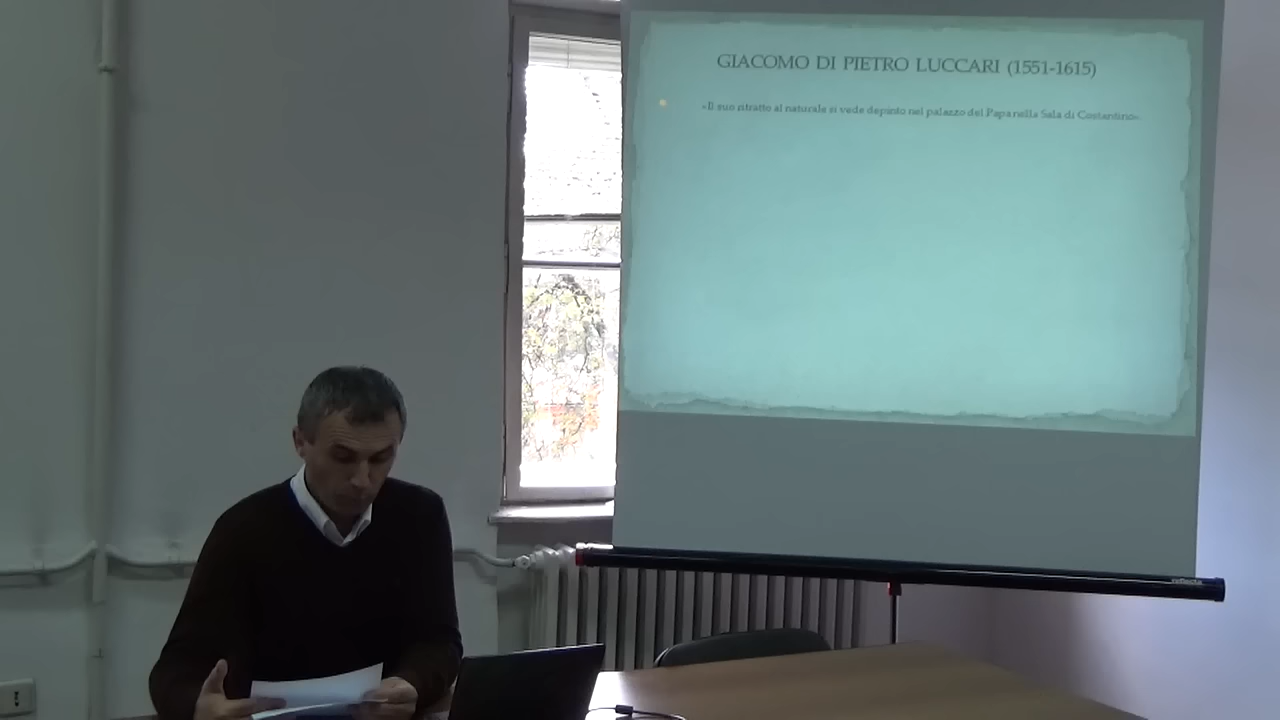 GIACOMO DI PIETRO LUCCARI (1551-1615)
«Il suo ritratto al naturale si vede depinto nel palazzo del Papa nella Sala di Costantino».
reflecta